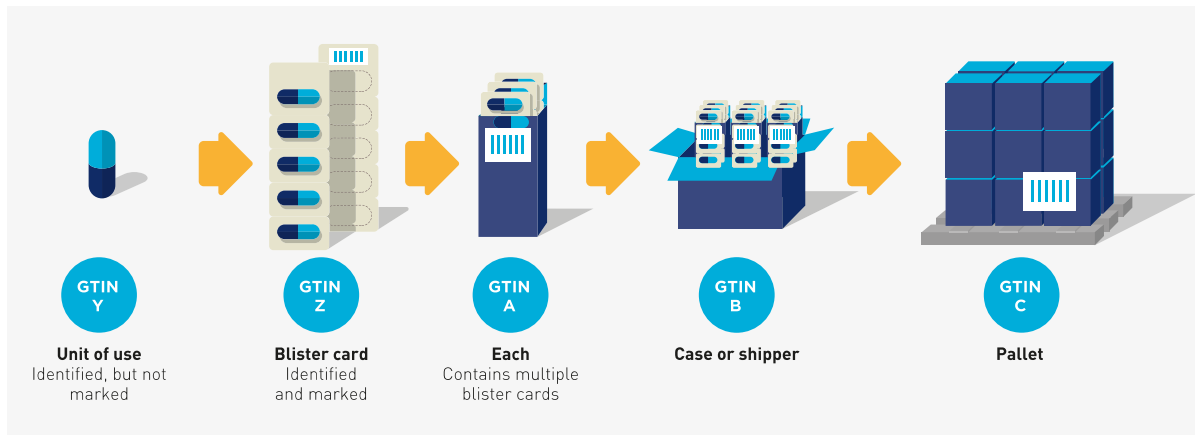 GTIN
Y
Unit of use
Identified, but not
marked
GTIN
Z
Blister card
Identified
and marked
GTIN
A
Each
Contains multiple
blister cards
GTIN
B
Case or shipper
GTIN
C
Pallet